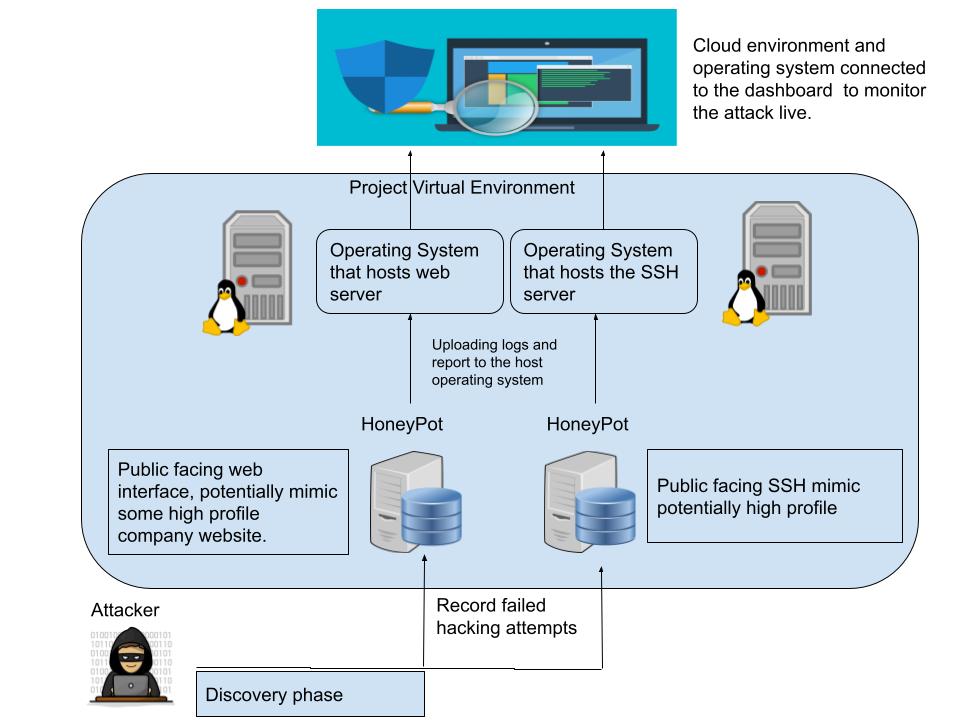 Cloud environment and
operating system connected
to the dashboard to monitor
the attack live.
Project Virtual Environment
Operating System
that hosts web
server
Operating System
that hosts the SSH
server
Uploading logs and
report to the host
operating system
HoneyPot
HoneyPot
Public facing web
interface, potentially mimic
some high profile
company website.
Public facing SSH mimic
potentially high profile
Attacker
Record failed
hacking attempts
Discovery phase